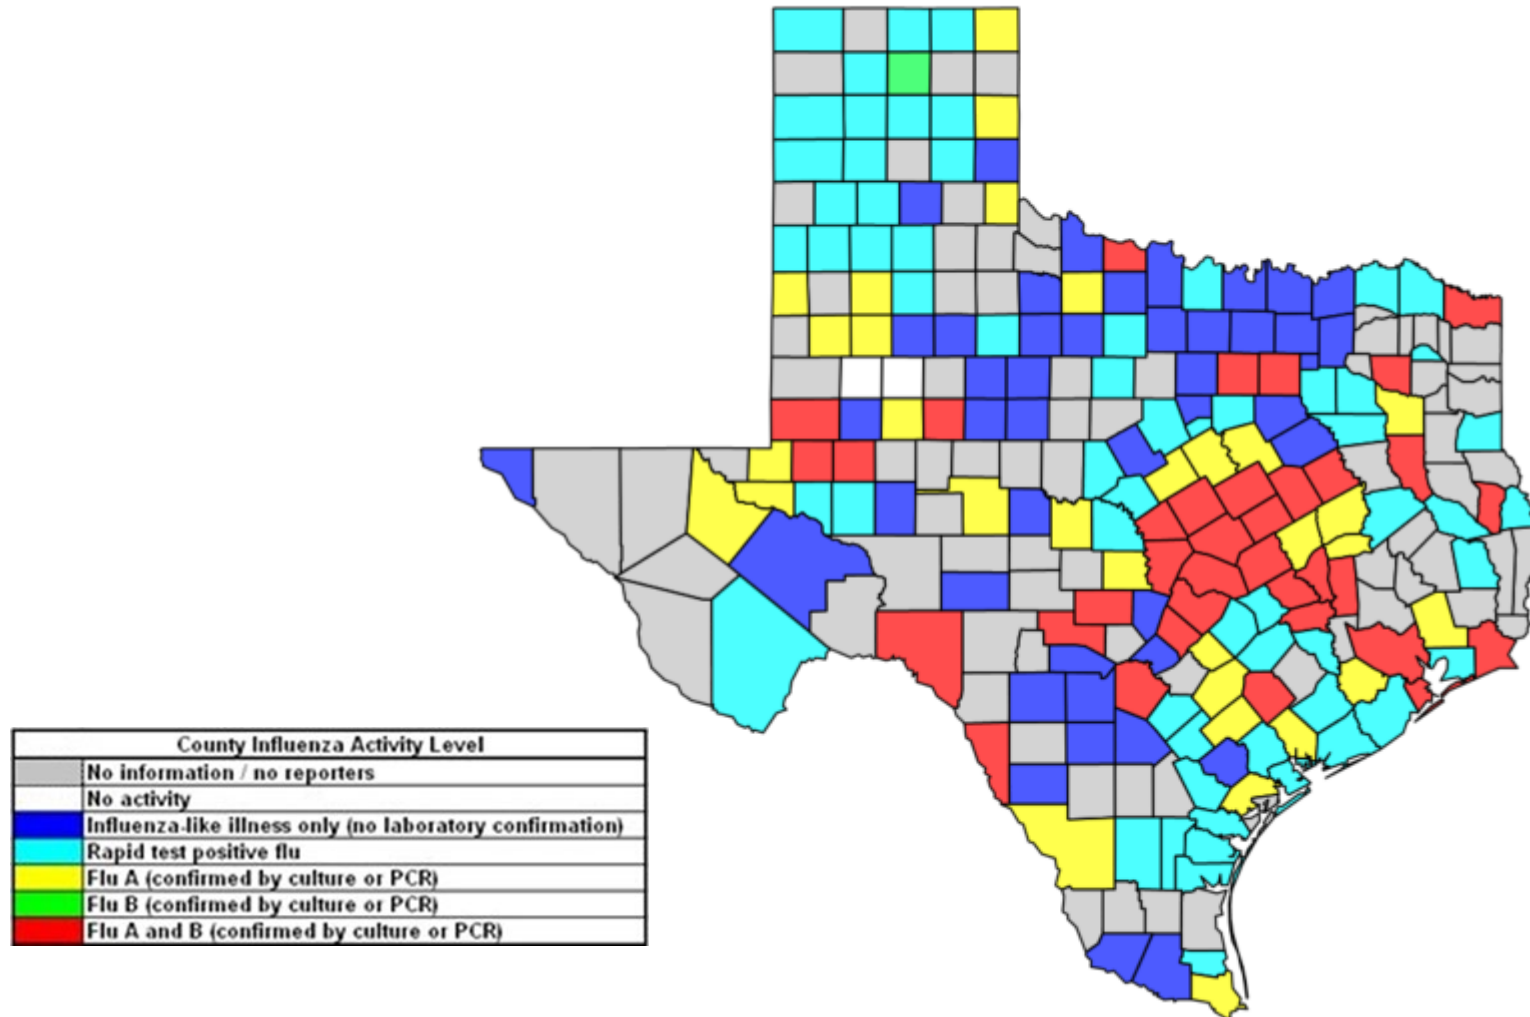 County Influenza Activity Level
No information / no reporters
No activity
Influenza-like illness only (no laboratory confirmation)
Rapid test positive flu
Flu A (confirmed by culture or PCR)
Flu B (confirmed by culture or PCR)
Flu A and B (confirmed by culture or PCR)